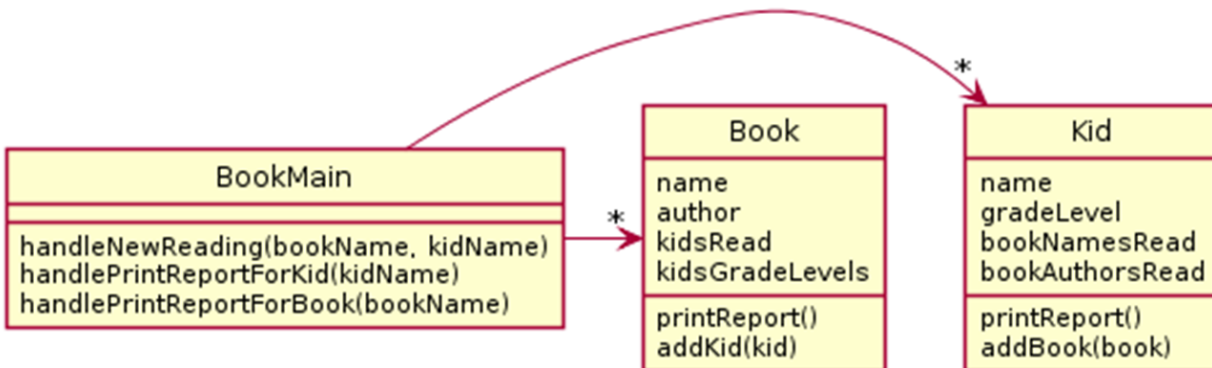 *
BookMain
handleNewReading(bookName, kidName)
handlePrintReportForKid(kidName)
handlePrintReportForBook(bookName)
*
Book
name
author
kidsRead
kidsGradeLevels
printReport()
addKid(kid)
Kid
name
gradeLevel
bookNamesRead
bookAuthorsRead
printReport()
addBook(book)